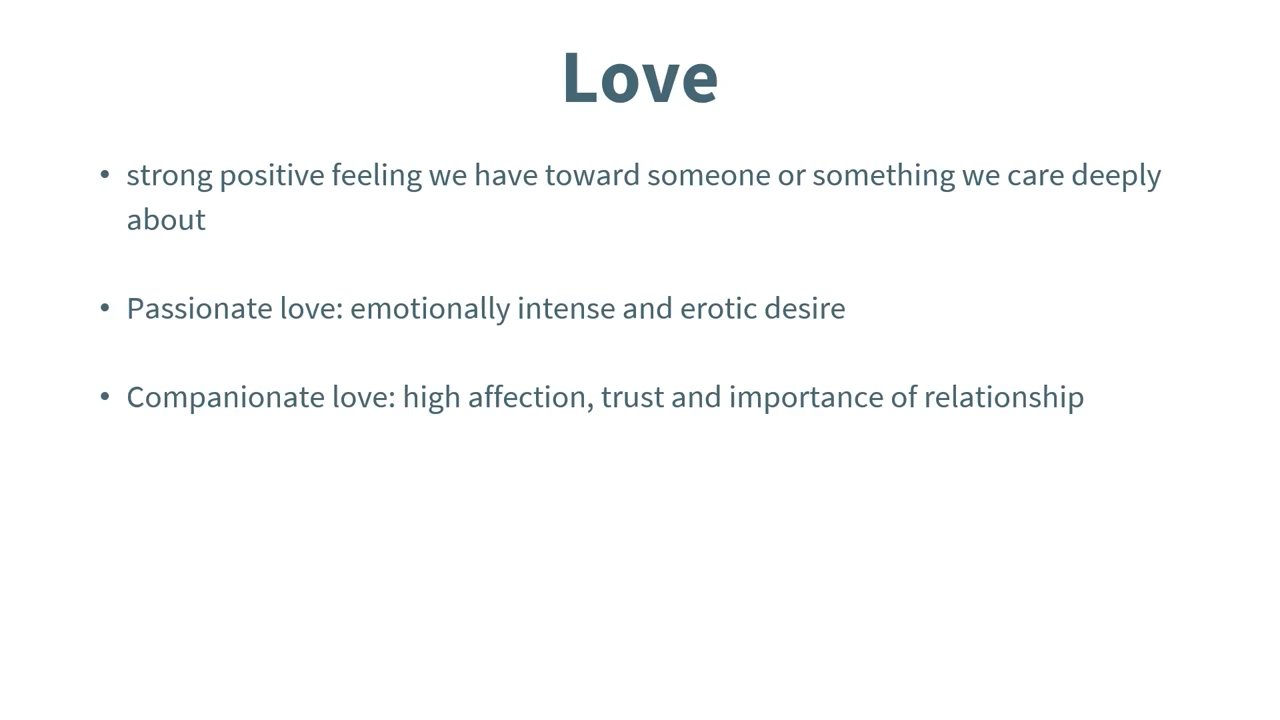 Love
• strong positive feeling we have toward someone or something we care deeply
about
• Passionate love: emotionally intense and erotic desire
• Companionate love: high affection, trust and importance of relationship